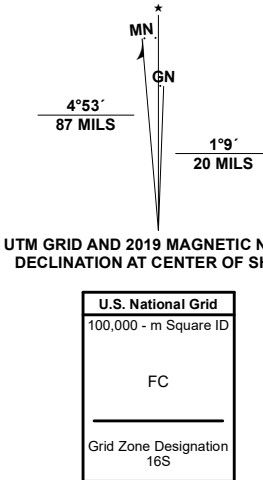 ★
MN
GN
4°53´
87 MILS
1°9´
20 MILS
UTM GRID AND 2019 MAGNETIC N
DECLINATION AT CENTER OF SH
U.S. National Grid
100,000 - m Square ID
FC
Grid Zone Designation
16S